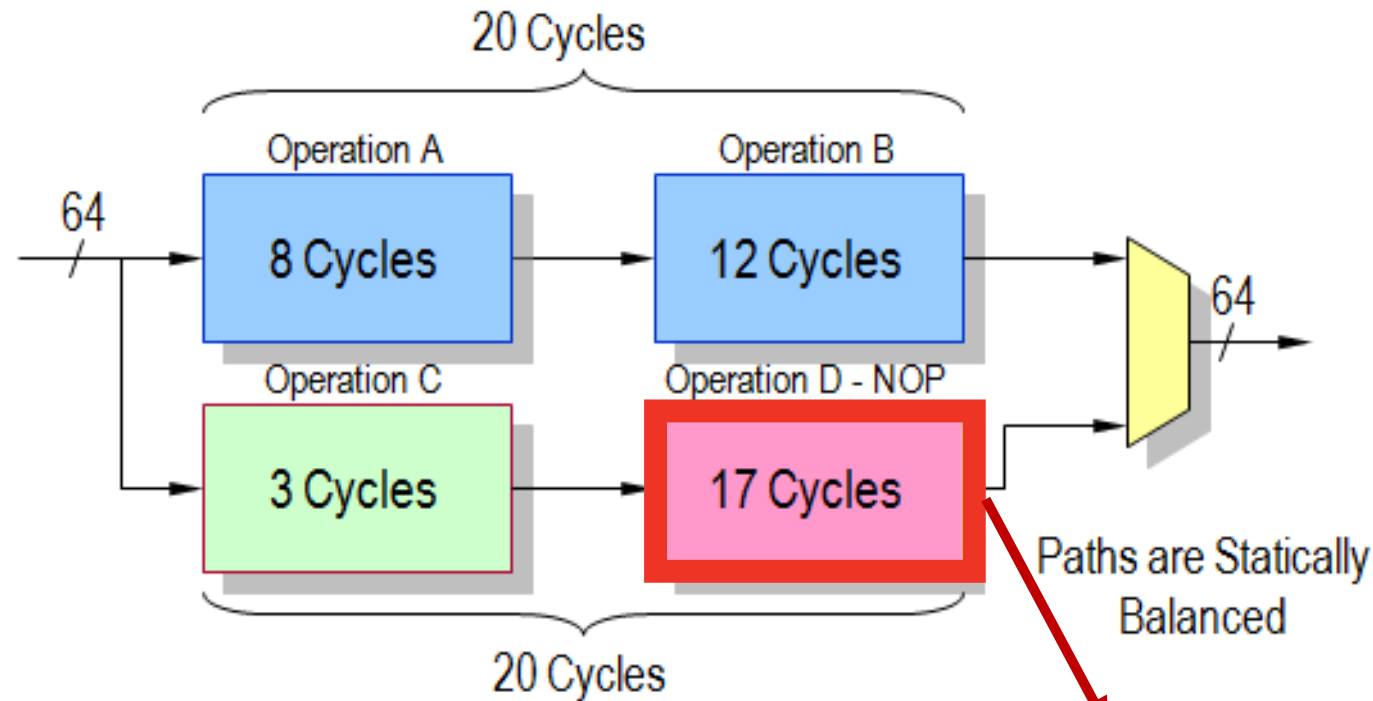 20 Cycles
Operation A
Operation B
64
8 Cycles
12 Cycles
64
Operation C
Operation D - NOP
3 Cycles
17 Cycles
Paths are Statically
Balanced
20 Cycles